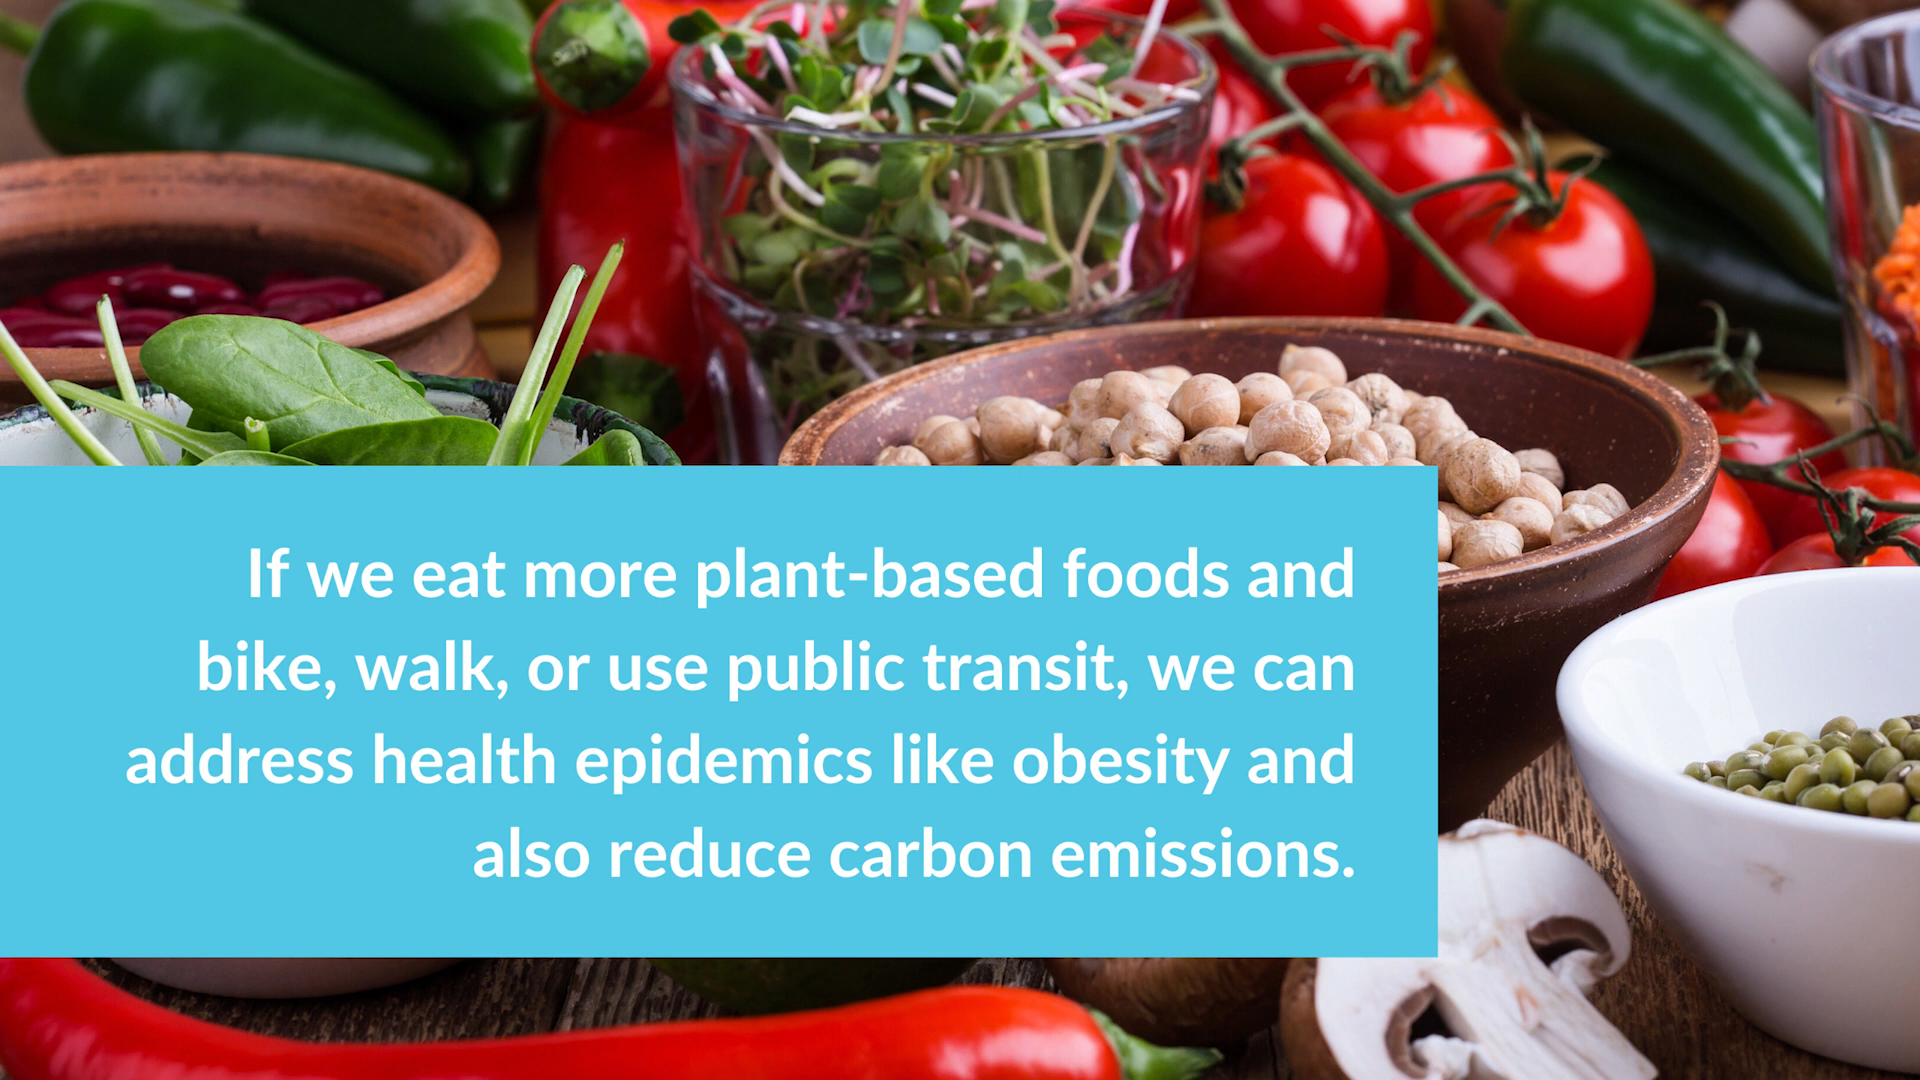 If we eat more plant-based foods and
bike, walk, or use public transit, we can
address health epidemics like obesity and
also reduce carbon emissions.